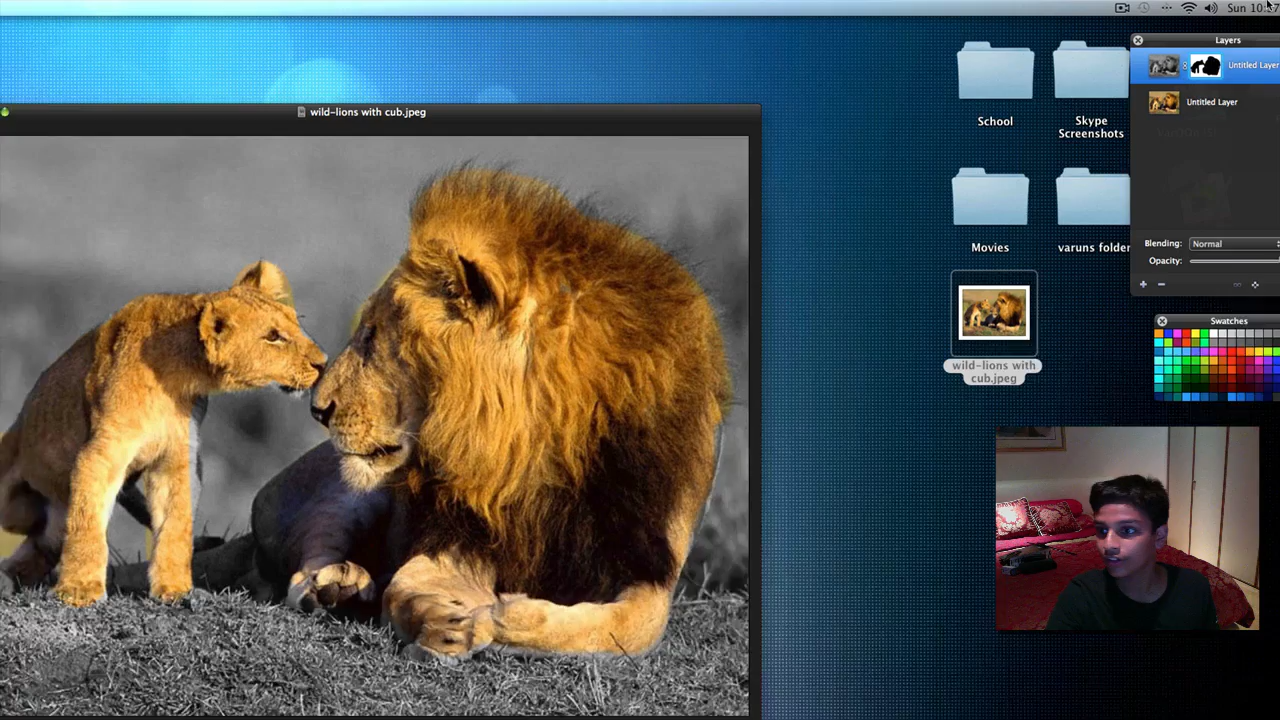 Sun 10:
wild-lions with cub.jpeg
Layers
Untitled Layer
Untitled Layer
School
Skype
Screenshots
Movies
varuns folder
Blending: Normal
Opacity:
Swatches
wild-lions with
cub.jpeg